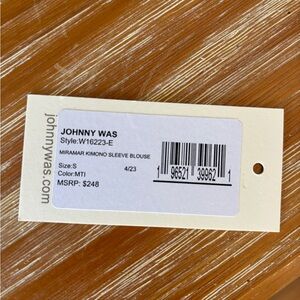 johnnywas.com
JOHNNY WAS
Style:W16223-E
MIRAMAR KIMONO SLEEVE BLOUSE
Size:S 4/23
Color:MTI
MSRP: $248
1 96521 39962 1